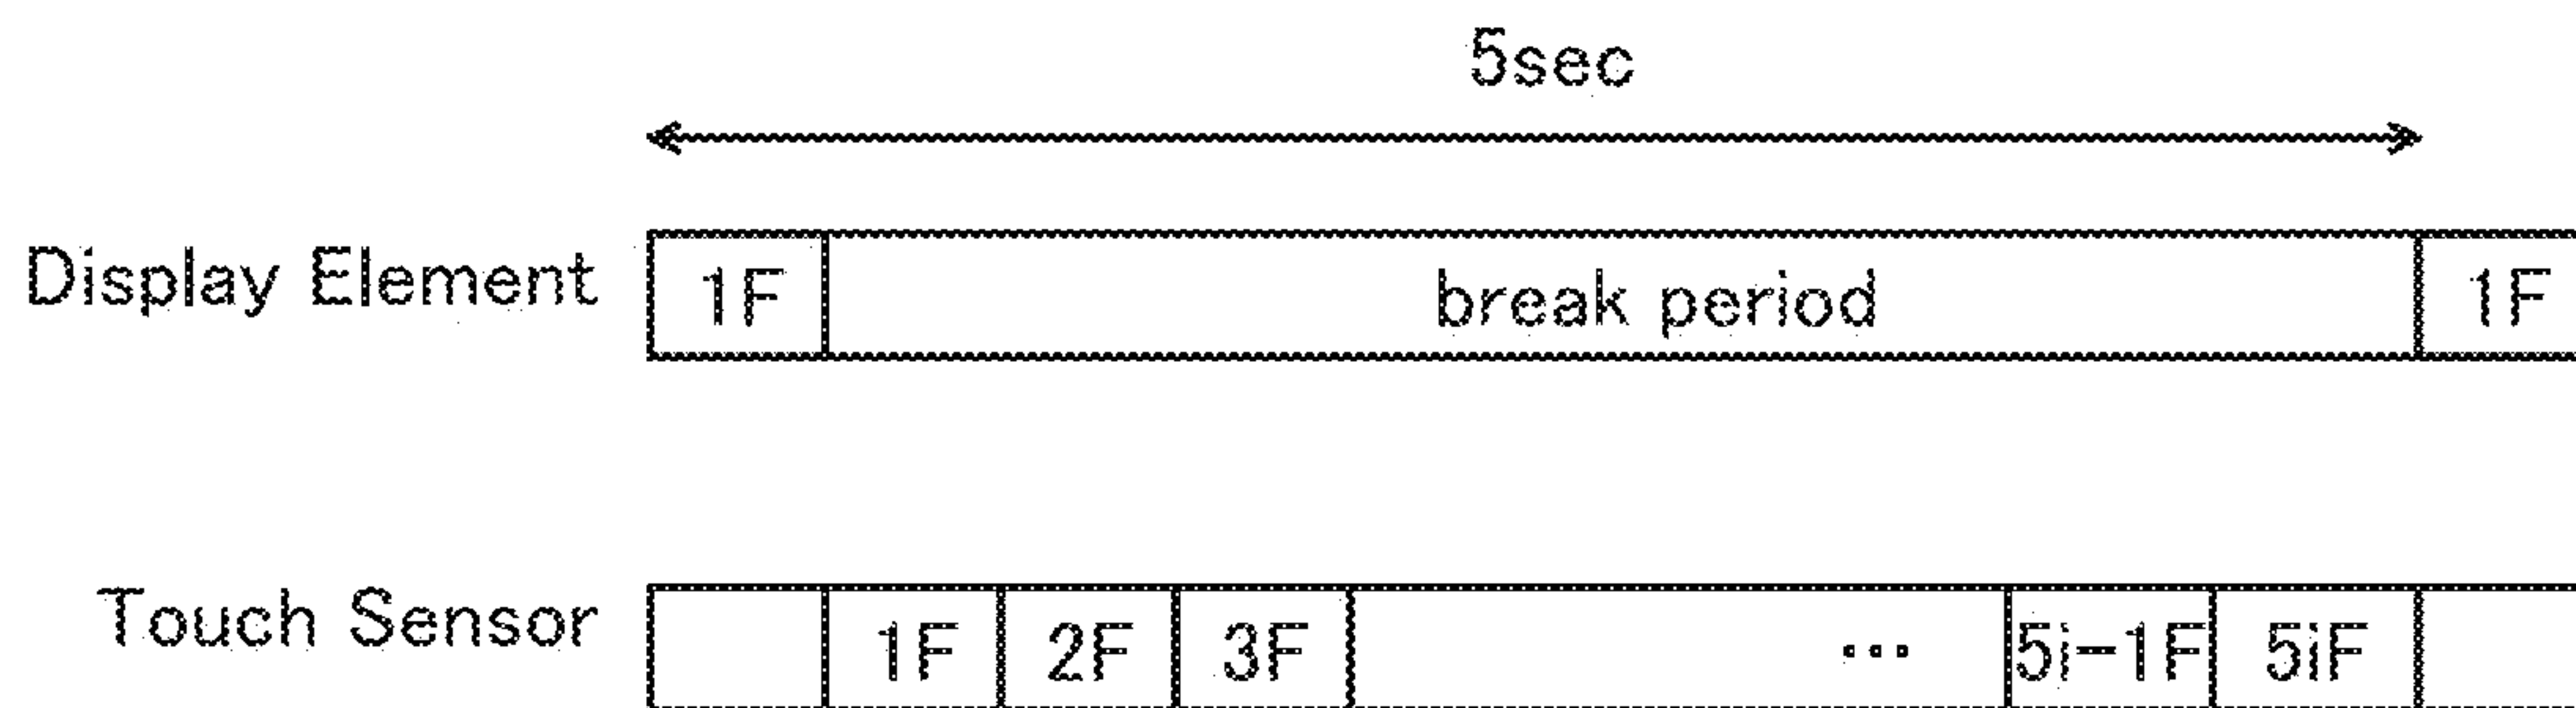 5sec
Display Element 1F break period 1F
Touch Sensor 1F 2F 3F ... 5i-1F 5iF